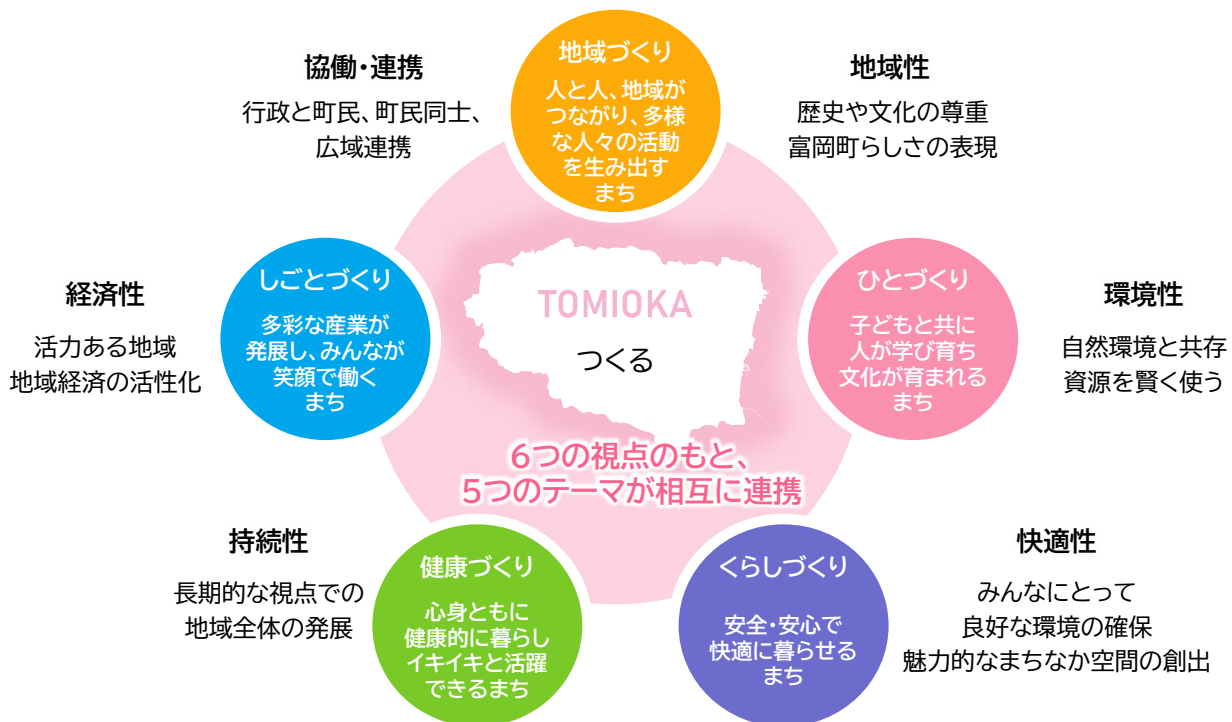 地域づくり
人と人、地域が
つながり、多様
な人々の活動
を生み出す
まち
協働・連携
行政と町民、町民同士、
広域連携
地域性
歴史や文化の尊重
富岡町らしさの表現
しごとづくり
多彩な産業が
発展し、みんなが
笑顔で働く
まち
経済性
活力ある地域
地域経済の活性化
TOMIOKA
つくる
ひとづくり
子どもと共に
人が学び育ち
文化が育まれる
まち
環境性
自然環境と共存
資源を賢く使う
6つの視点のもと、
5つのテーマが相互に連携
持続性
長期的な視点での
地域全体の発展
健康づくり
心身ともに
健康的に暮らし
イキイキと活躍
できるまち
くらしづくり
安全・安心で
快適に暮らせる
まち
快適性
みんなにとって
良好な環境の確保
魅力的なまちなか空間の創出